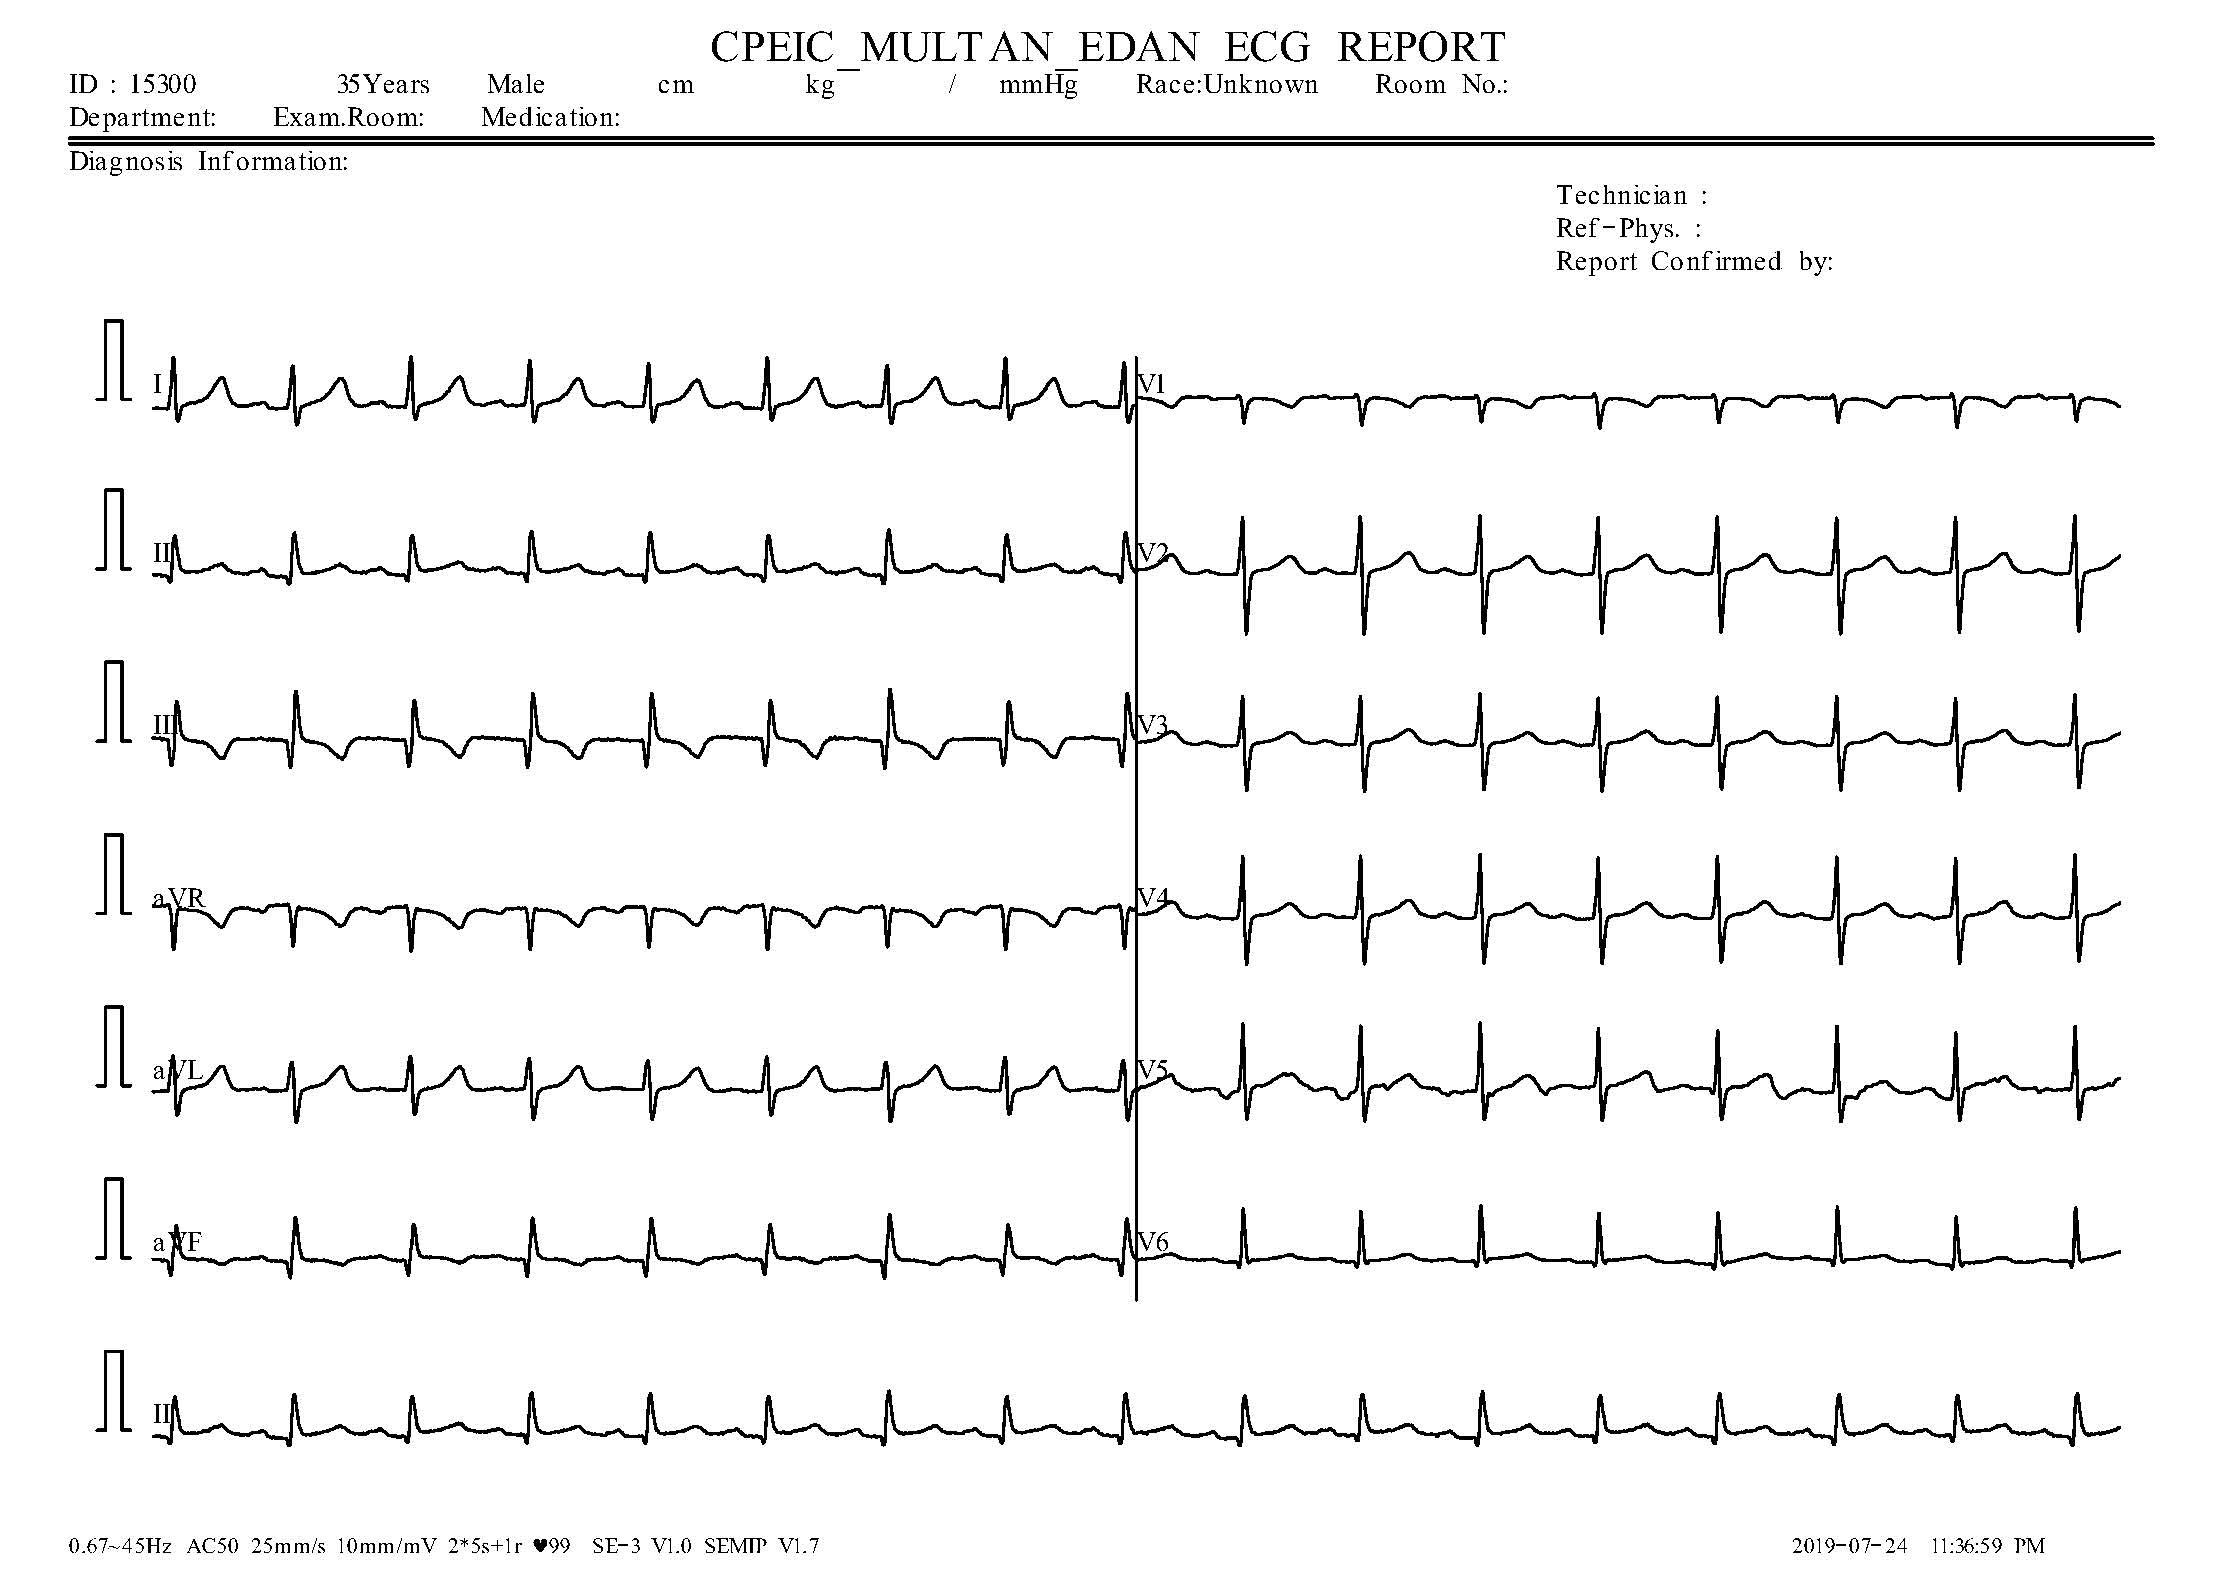 CPEIC_MULTAN_EDAN ECG REPORT
ID : 15300 35Years Male cm kg / mmHg Race:Unknown Room No.:
Department: Exam.Room: Medication:
Diagnosis Information:
Technician :
Ref-Phys. :
Report Confirmed by:
I V1
II V2
III V3
aVR V4
aVL V5
aVF V6
II
0.67~45Hz AC50 25mm/s 10mm/mV 2*5s+1r ♥99 SE-3 V1.0 SEMIP V1.7 2019-07-24 11:36:59 PM